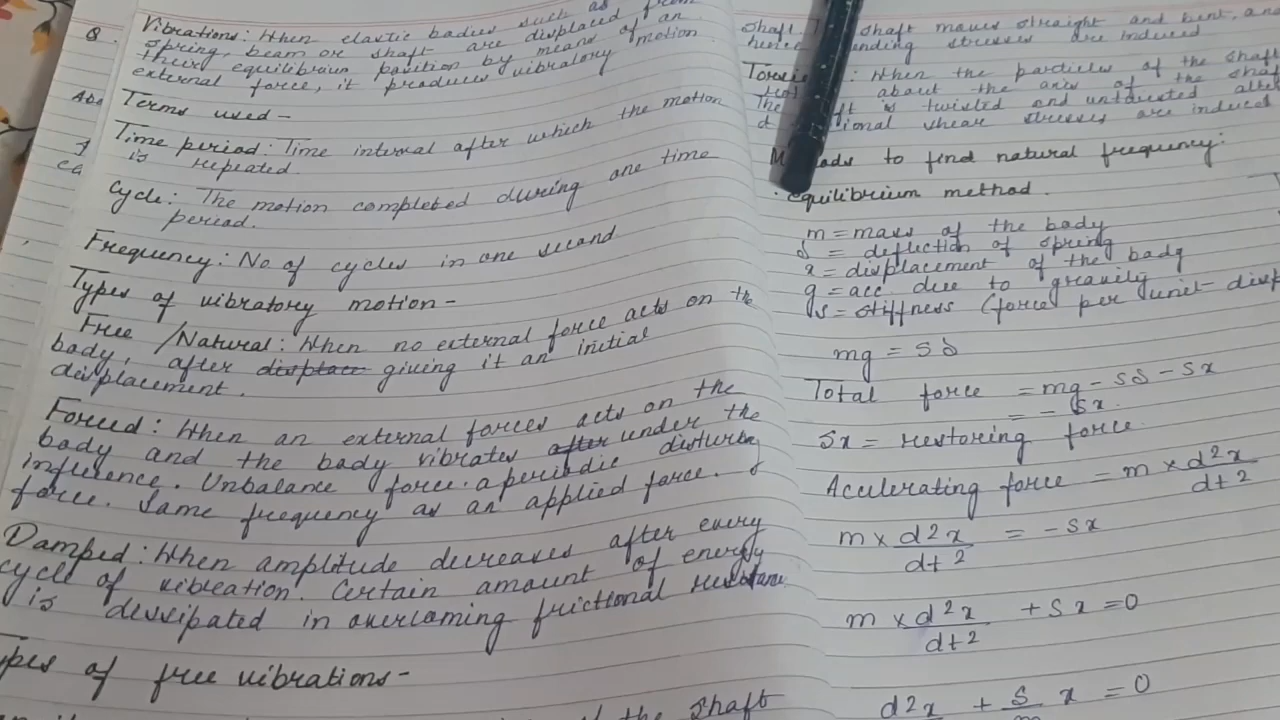 Q. Vibrations: When elastic bodies such as
spring, beam or shaft are displaced from
their equilibrium position by means of an
external force, it produces vibratory motion.
Terms used -
Time period: Time interval after which the motion
is repeated.
Cycle: The motion completed during one time
period.
Frequency: No of cycles in one second
Types of vibratory motion -
Free / Natural: When no external force acts on the
body, after displace giving it an initial
displacement.
Forced: When an external forces acts on the
body and the body vibrates after under the
influence. Unbalance force. aperiodic disturbing
force. Same frequency as an applied force.
Damped: When amplitude decreases after every
cycle of vibration. Certain amount of energy
is dessipated in overcoming frictional resistance
of free vibrations -
the shaft
shaft shaft moves straight and bent, and
hence stresses are induced
: When the particles of the shaft
about the axis of the
The is twisted and untwisted
shear stresses are induced
to find natural frequency:
equilibrium method.
m = mass of the body
δ = deflection of spring
x = displacement of the body
g = acc due to gravity
s = stiffness (force per unit disp
mg = sδ
Total force = mg - sδ - sx
= - sx.
sx = restoring force.
Acelerating force = m x d2x/dt2
m x d2x/dt2 = - sx
m x d2x/dt2 + sx = 0
d2x + s/m x = 0